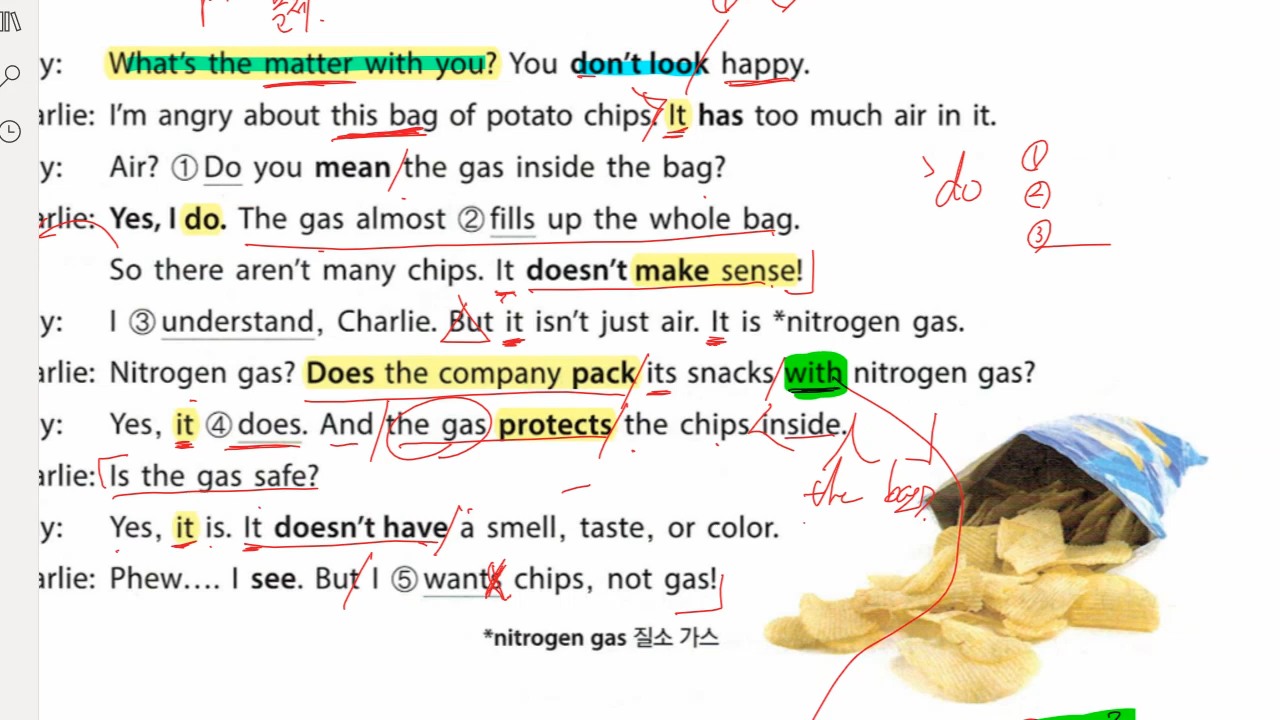 문제.
y: What's the matter with you? You don't look happy.
arlie: I'm angry about this bag of potato chips. It has too much air in it.
y: Air? ① Do you mean the gas inside the bag?
do ① ② ③
arlie: Yes, I do. The gas almost ② fills up the whole bag.
So there aren't many chips. It doesn't make sense!
y: I ③ understand, Charlie. But it isn't just air. It is *nitrogen gas.
arlie: Nitrogen gas? Does the company pack its snacks with nitrogen gas?
y: Yes, it ④ does. And the gas protects the chips inside.
the bag.
arlie: Is the gas safe?
y: Yes, it is. It doesn't have a smell, taste, or color.
arlie: Phew.... I see. But I ⑤ wants chips, not gas!
*nitrogen gas 질소 가스